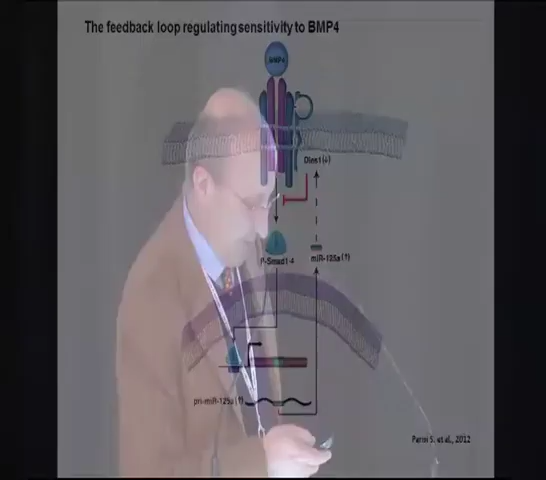 The feedback loop regulating sensitivity to BMP4
BMP4
Dies1(↓)
P-Smad1-4
miR-125a(↑)
pri-miR-125a(↑)
Parisi S. et al., 2012